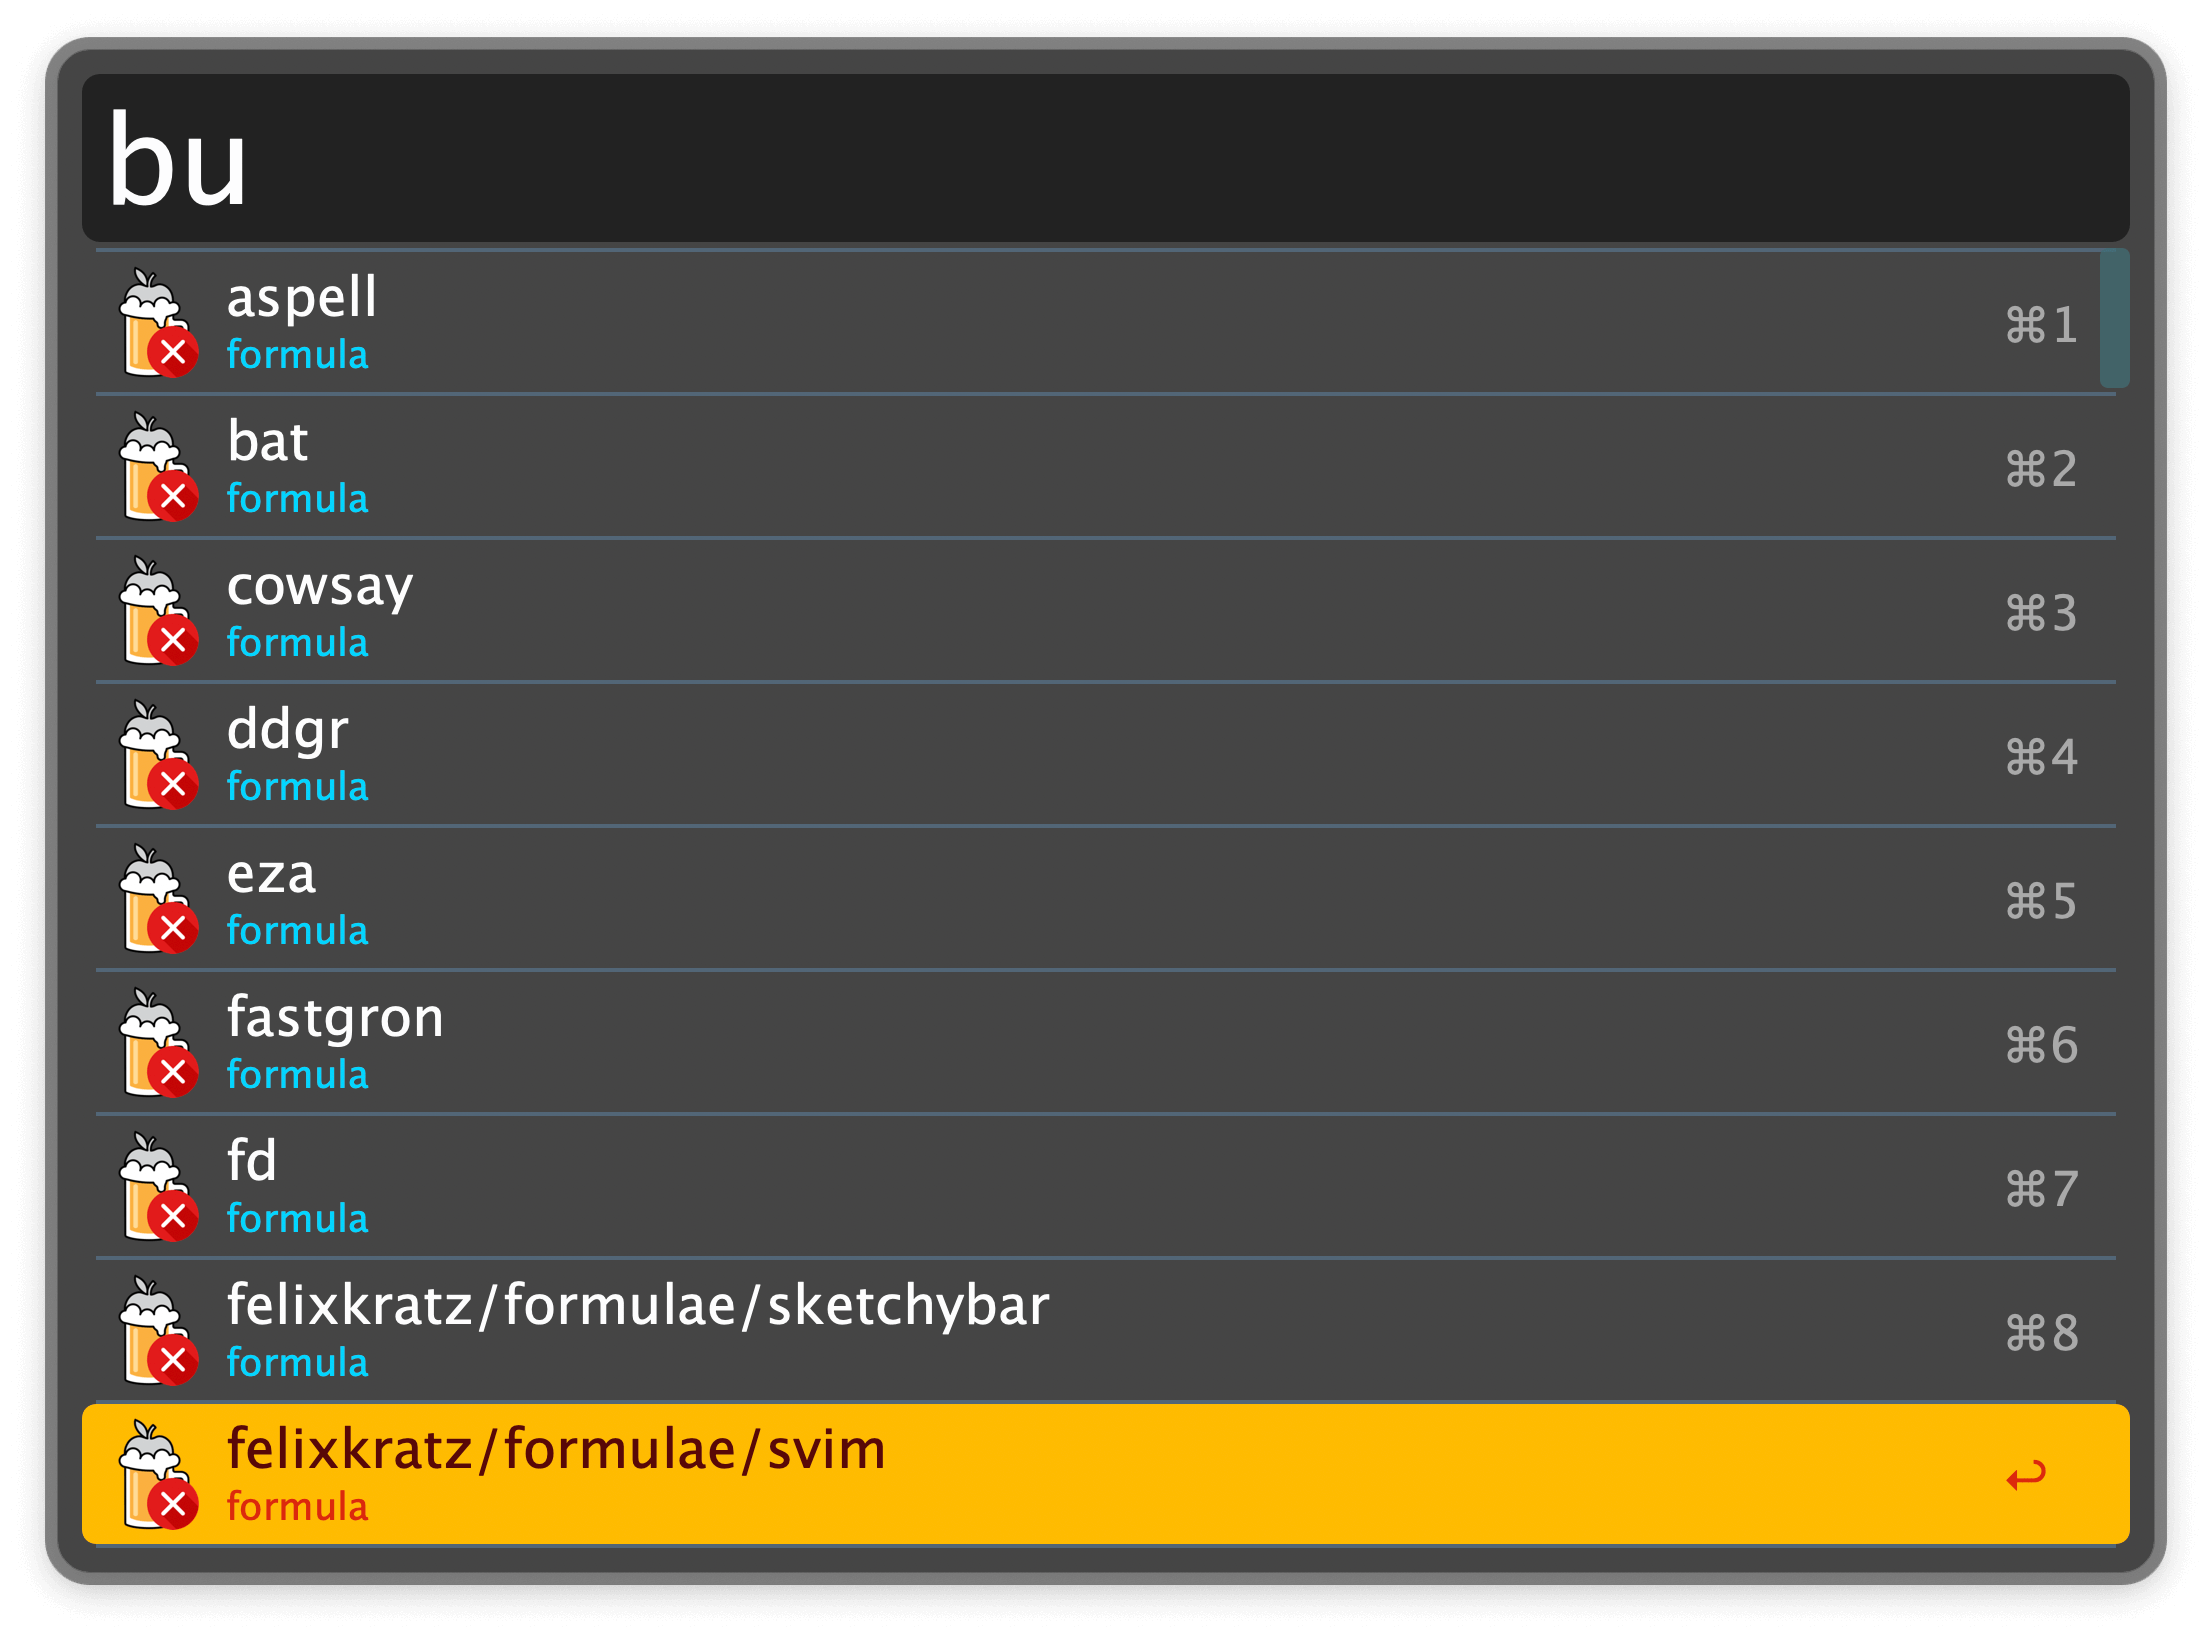 bu
aspell
formula
⌘1
bat
formula
⌘2
cowsay
formula
⌘3
ddgr
formula
⌘4
eza
formula
⌘5
fastgron
formula
⌘6
fd
formula
⌘7
felixkratz/formulae/sketchybar
formula
⌘8
felixkratz/formulae/svim
formula